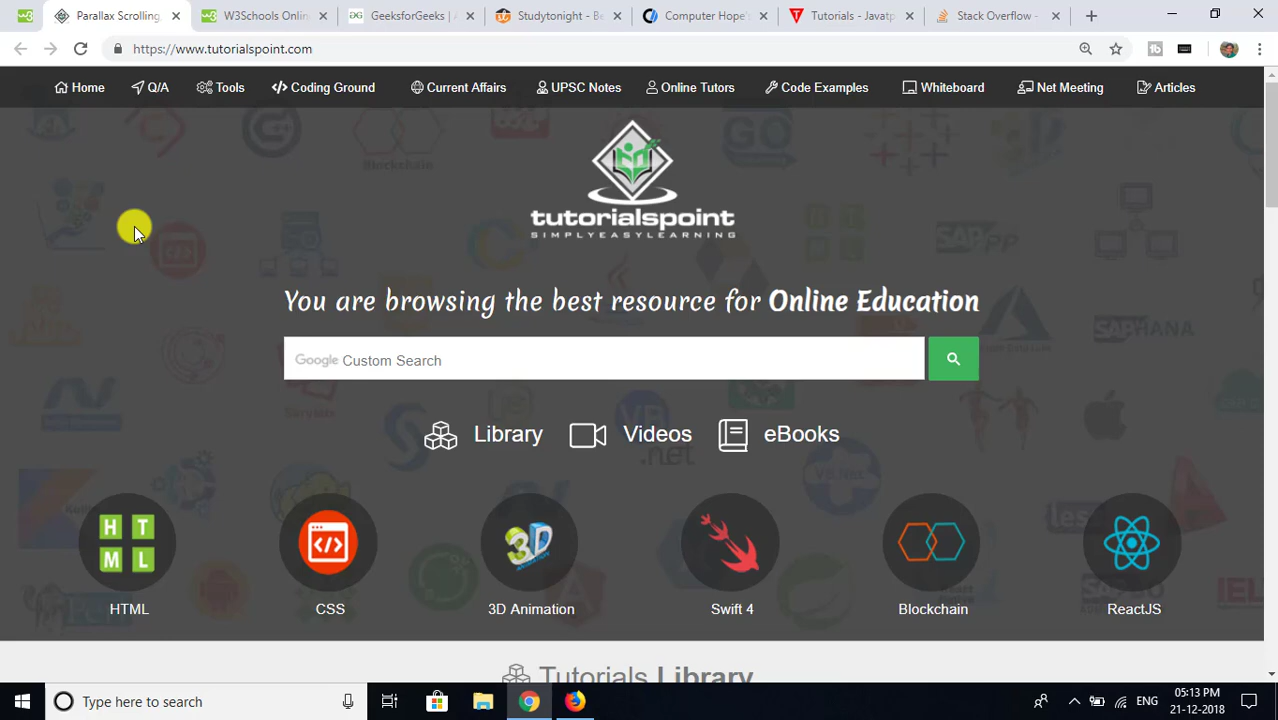 Parallax Scrolling,
W3Schools Onlin
GeeksforGeeks | A
Studytonight - Be
Computer Hope's
Tutorials - Javatp
Stack Overflow -
https://www.tutorialspoint.com
Home
Q/A
Tools
Coding Ground
Current Affairs
UPSC Notes
Online Tutors
Code Examples
Whiteboard
Net Meeting
Articles
tutorialspoint
SIMPLYEASYLEARNING
You are browsing the best resource for Online Education
Google Custom Search
Library
Videos
eBooks
HTML
3D
HTML
CSS
3D Animation
Swift 4
Blockchain
ReactJS
Tutorials Library
Type here to search
ENG
05:13 PM
21-12-2018